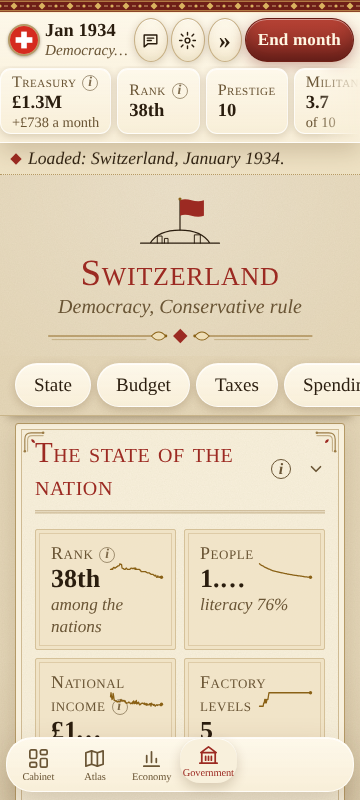 Jan 1934
Democracy,…
»
End month
Treasury i
£1.3M
+£738 a month
Rank i
38th
Prestige
10
Militan
3.7
of 10
Loaded: Switzerland, January 1934.
Switzerland
Democracy, Conservative rule
State
Budget
Taxes
Spendin
The state of the
nation
i
Rank i
38th
among the
nations
People
1.…
literacy 76%
National
income i
£1…
Factory
levels
5
Cabinet
Atlas
Economy
Government